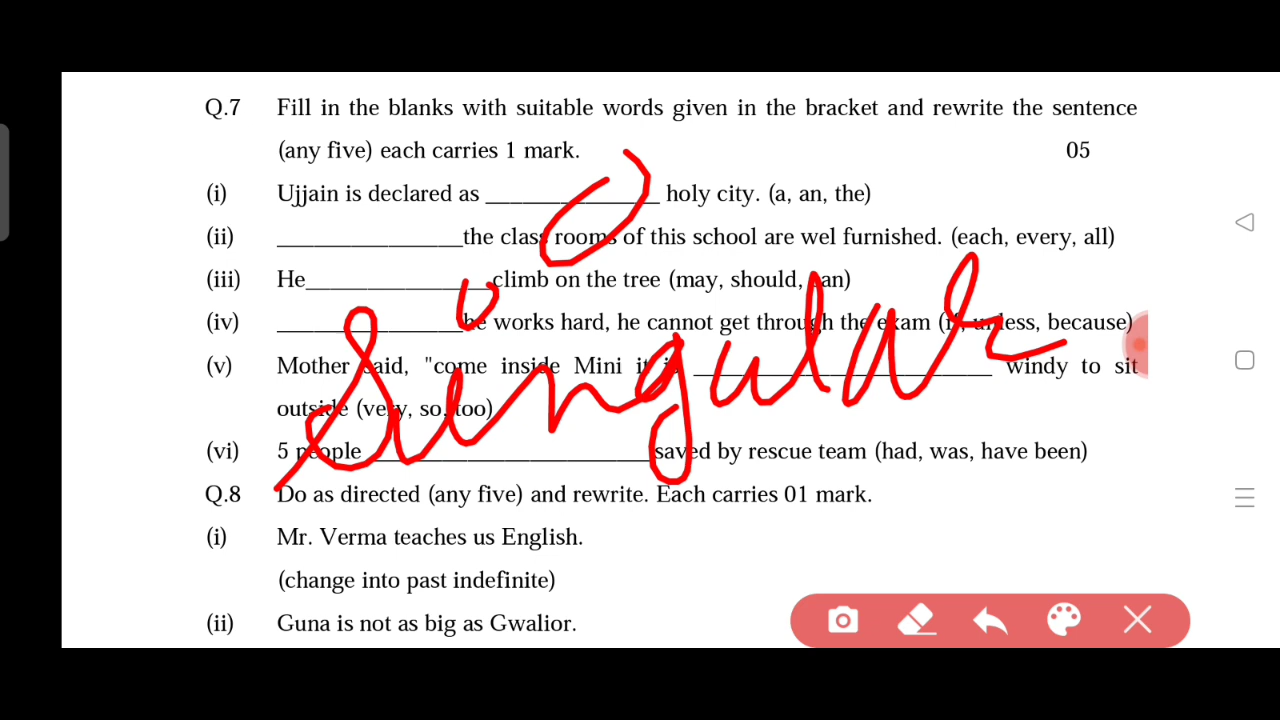 Q.7 Fill in the blanks with suitable words given in the bracket and rewrite the sentence
(any five) each carries 1 mark. 05
(i) Ujjain is declared as ______________ holy city. (a, an, the)
(ii) _______________the class rooms of this school are wel furnished. (each, every, all)
(iii) He_______________climb on the tree (may, should, can)
(iv) _______________he works hard, he cannot get through the exam (if, unless, because)
(v) Mother said, "come inside Mini it is ________________________ windy to sit
outside (very, so, too)
Singular
(vi) 5 people _______________________saved by rescue team (had, was, have been)
Q.8 Do as directed (any five) and rewrite. Each carries 01 mark.
(i) Mr. Verma teaches us English.
(change into past indefinite)
(ii) Guna is not as big as Gwalior.